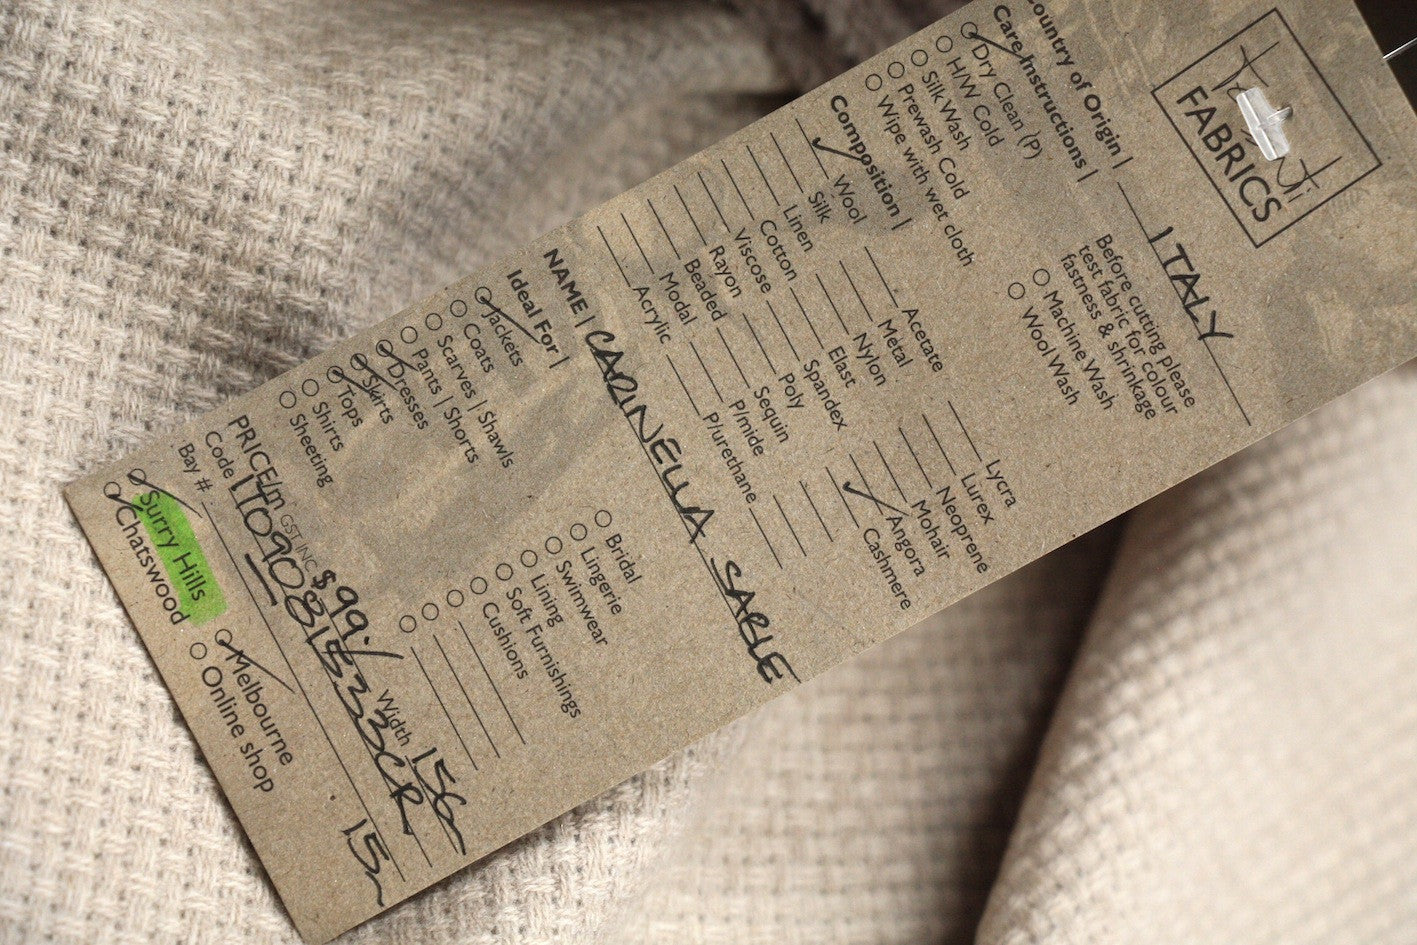 FABRICS
Country of Origin | ITALY
Care Instructions |
Dry Clean (P)
H/W Cold
Silk Wash
Prewash Cold
Wipe with wet cloth
Before cutting please
test fabric for colour
fastness & shrinkage
Machine Wash
Wool Wash
Composition |
Wool
Silk
Linen
Cotton
Viscose
Rayon
Beaded
Modal
Acrylic
Acetate
Metal
Nylon
Elast
Spandex
Poly
Sequin
P/mide
P/urethane
Lycra
Lurex
Neoprene
Mohair
Angora
Cashmere
NAME | CARINELLA SABLE
Ideal For |
Jackets
Coats
Scarves | Shawls
Pants | Shorts
Dresses
Skirts
Tops
Shirts
Sheeting
Bridal
Lingerie
Swimwear
Lining
Soft Furnishings
Cushions
PRICE/m GST INC $99 Width 150
Code ITO90815333CR
Bay #. 15m
Surry Hills
Chatswood
Melbourne
Online shop